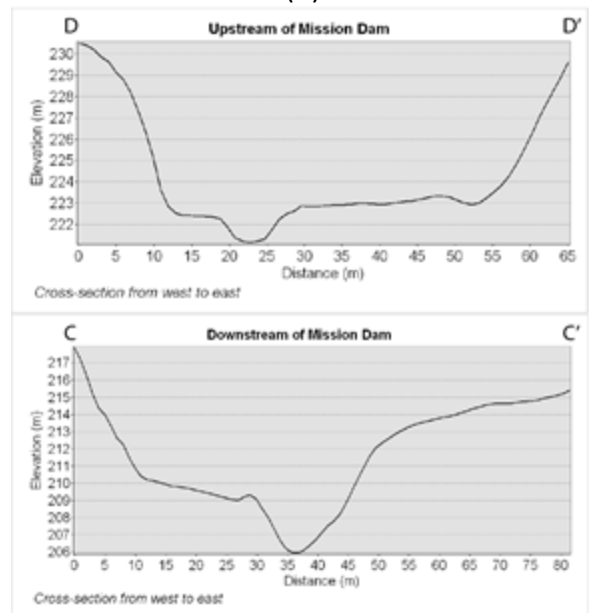 D Upstream of Mission Dam D'
Elevation (m)
230
229
228
227
226
225
224
223
222
0 5 10 15 20 25 30 35 40 45 50 55 60 65
Distance (m)
Cross-section from west to east
C Downstream of Mission Dam C'
Elevation (m)
217
216
215
214
213
212
211
210
209
208
207
206
0 5 10 15 20 25 30 35 40 45 50 55 60 65 70 75 80
Distance (m)
Cross-section from west to east